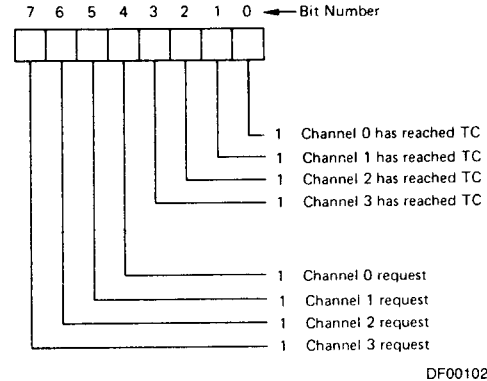 7 6 5 4 3 2 1 0 Bit Number
1 Channel 0 has reached TC
1 Channel 1 has reached TC
1 Channel 2 has reached TC
1 Channel 3 has reached TC
1 Channel 0 request
1 Channel 1 request
1 Channel 2 request
1 Channel 3 request
DF00102